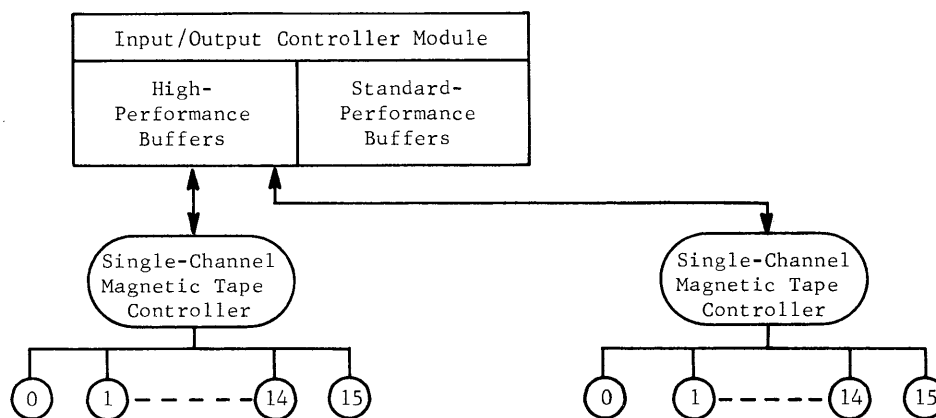 Input/Output Controller Module
High-
Performance
Buffers
Standard-
Performance
Buffers
Single-Channel
Magnetic Tape
Controller
Single-Channel
Magnetic Tape
Controller
0 1 14 15
0 1 14 15